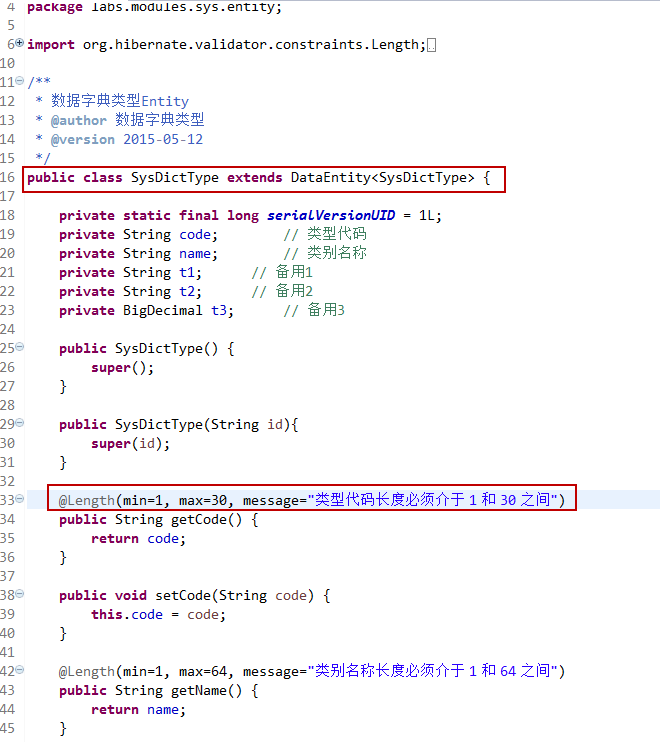 4 package labs.modules.sys.entity;
5
6 import org.hibernate.validator.constraints.Length;
10
11 /**
12  * 数据字典类型Entity
13  * @author 数据字典类型
14  * @version 2015-05-12
15  */
16 public class SysDictType extends DataEntity<SysDictType> {
17
18     private static final long serialVersionUID = 1L;
19     private String code;        // 类型代码
20     private String name;        // 类别名称
21     private String t1;      // 备用1
22     private String t2;      // 备用2
23     private BigDecimal t3;      // 备用3
24
25     public SysDictType() {
26         super();
27     }
28
29     public SysDictType(String id){
30         super(id);
31     }
32
33     @Length(min=1, max=30, message="类型代码长度必须介于 1 和 30 之间")
34     public String getCode() {
35         return code;
36     }
37
38     public void setCode(String code) {
39         this.code = code;
40     }
41
42     @Length(min=1, max=64, message="类别名称长度必须介于 1 和 64 之间")
43     public String getName() {
44         return name;
45     }